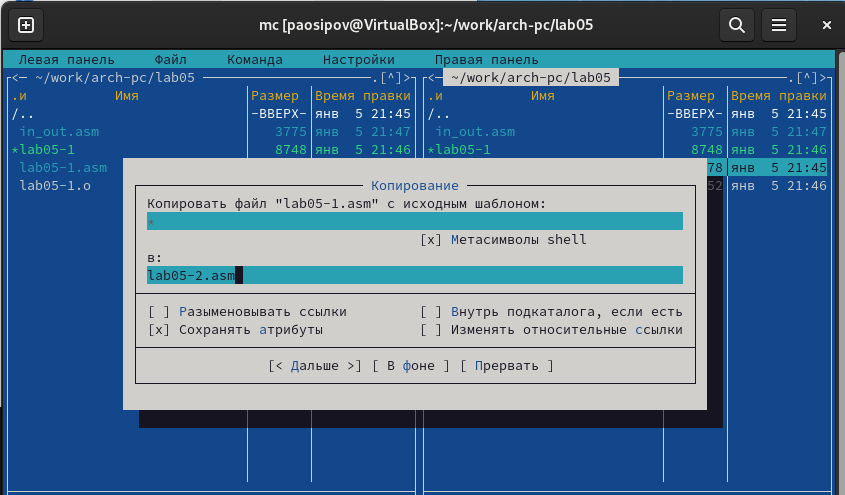 mc [paosipov@VirtualBox]:~/work/arch-pc/lab05
Левая панель Файл Команда Настройки Правая панель
<— ~/work/arch-pc/lab05 .[^]> <— ~/work/arch-pc/lab05 .[^]>
.и Имя Размер Время правки .и Имя Размер Время правки
/.. -ВВЕРХ- янв 5 21:45 /.. -ВВЕРХ- янв 5 21:45
in_out.asm 3775 янв 5 21:47 in_out.asm 3775 янв 5 21:47
*lab05-1 8748 янв 5 21:46 *lab05-1 8748 янв 5 21:46
lab05-1.asm 78 янв 5 21:45
lab05-1.o 52 янв 5 21:46
Копирование
Копировать файл "lab05-1.asm" с исходным шаблоном:
*
[x] Метасимволы shell
в:
lab05-2.asm
[ ] Разыменовывать ссылки [ ] Внутрь подкаталога, если есть
[x] Сохранять атрибуты [ ] Изменять относительные ссылки
[< Дальше >] [ В фоне ] [ Прервать ]